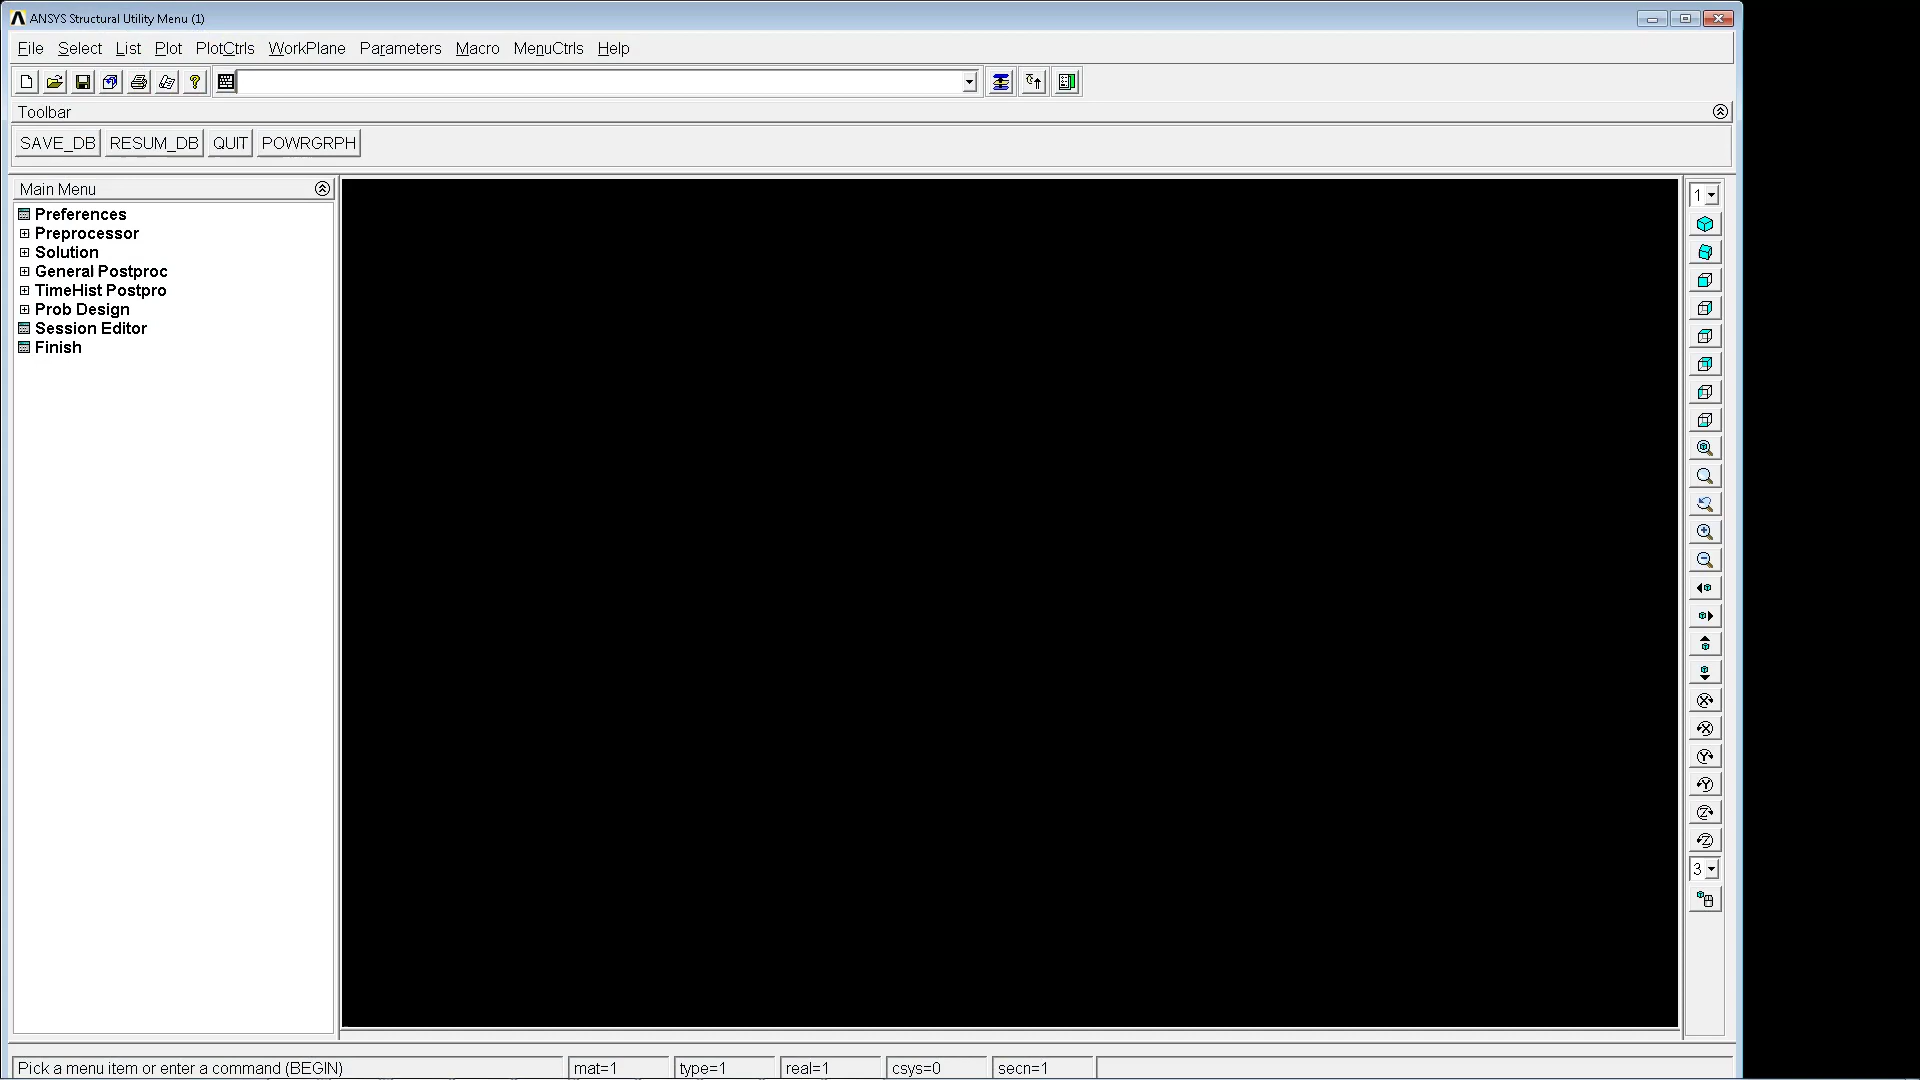 ANSYS Structural Utility Menu (1)
File Select List Plot PlotCtrls WorkPlane Parameters Macro MenuCtrls Help
Toolbar
SAVE_DB RESUM_DB QUIT POWRGRPH
Main Menu
Preferences
Preprocessor
Solution
General Postproc
TimeHist Postpro
Prob Design
Session Editor
Finish
1
3
Pick a menu item or enter a command (BEGIN) mat=1 type=1 real=1 csys=0 secn=1